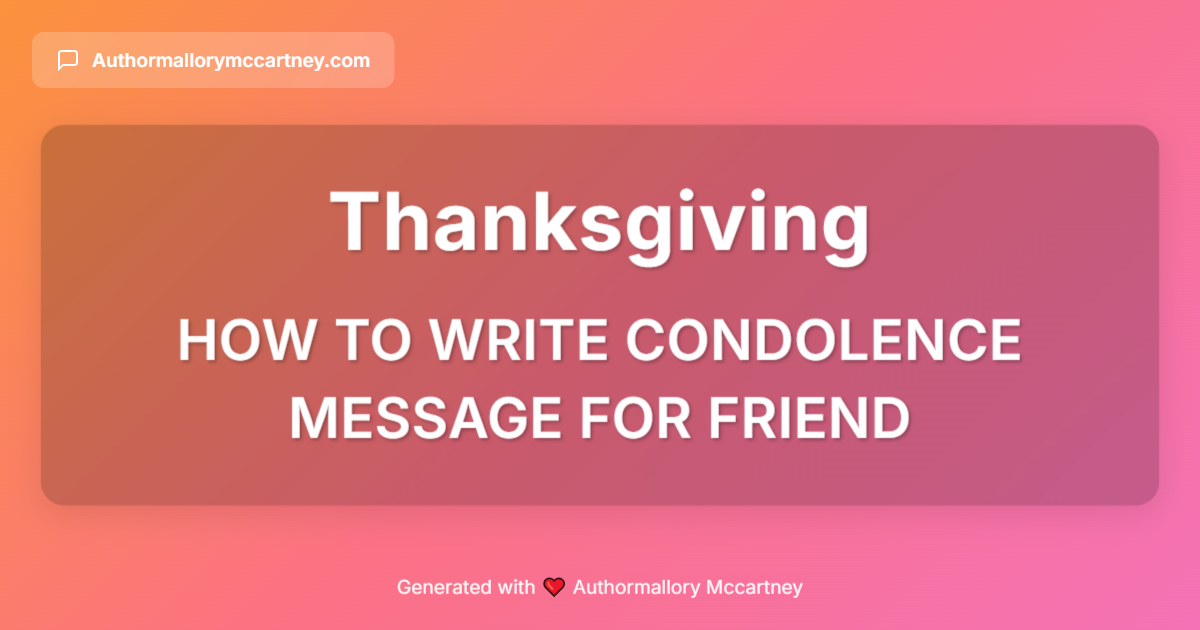 Authormallorymccartney.com
Thanksgiving
HOW TO WRITE CONDOLENCE
MESSAGE FOR FRIEND
Generated with ❤️ Authormallory Mccartney